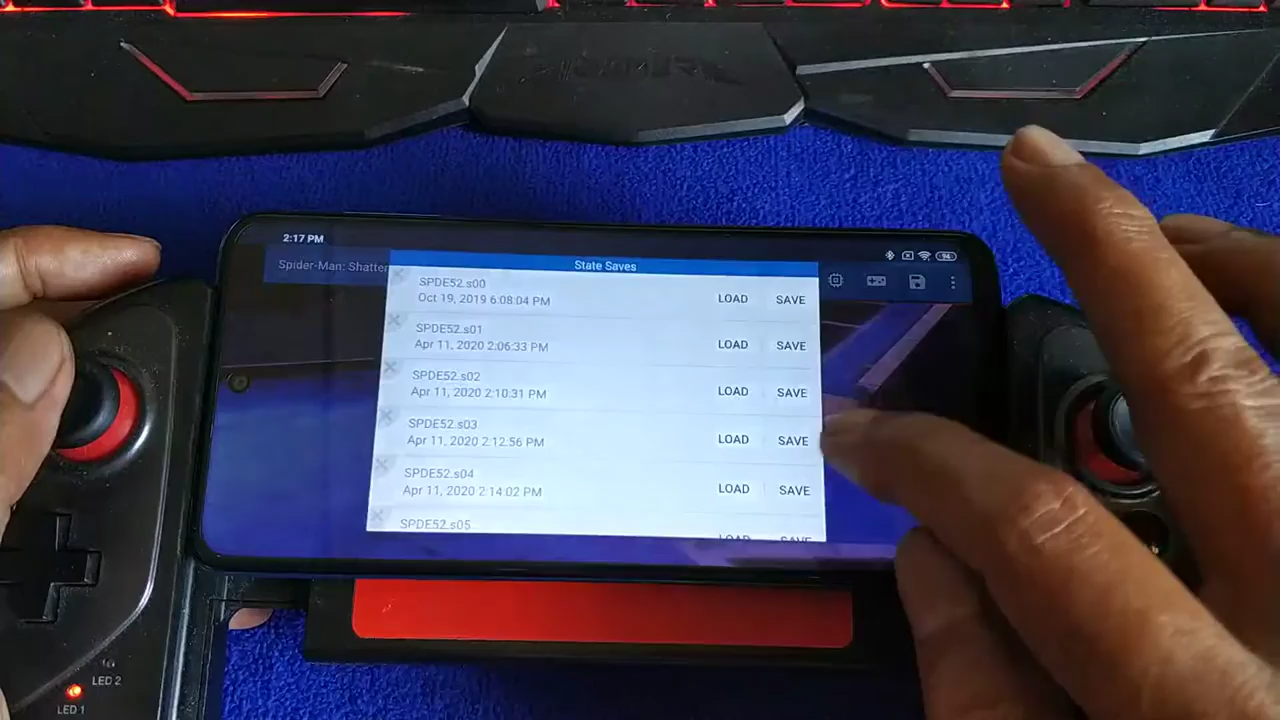 2:17 PM
94
Spider-Man: Shatter
State Saves
SPDE52.s00
Oct 19, 2019 6:08:04 PM
LOAD SAVE
SPDE52.s01
Apr 11, 2020 2:06:33 PM
LOAD SAVE
SPDE52.s02
Apr 11, 2020 2:10:31 PM
LOAD SAVE
SPDE52.s03
Apr 11, 2020 2:12:56 PM
LOAD SAVE
SPDE52.s04
Apr 11, 2020 2:14:02 PM
LOAD SAVE
SPDE52.s05
LOAD SAVE
LED 2
LED 1